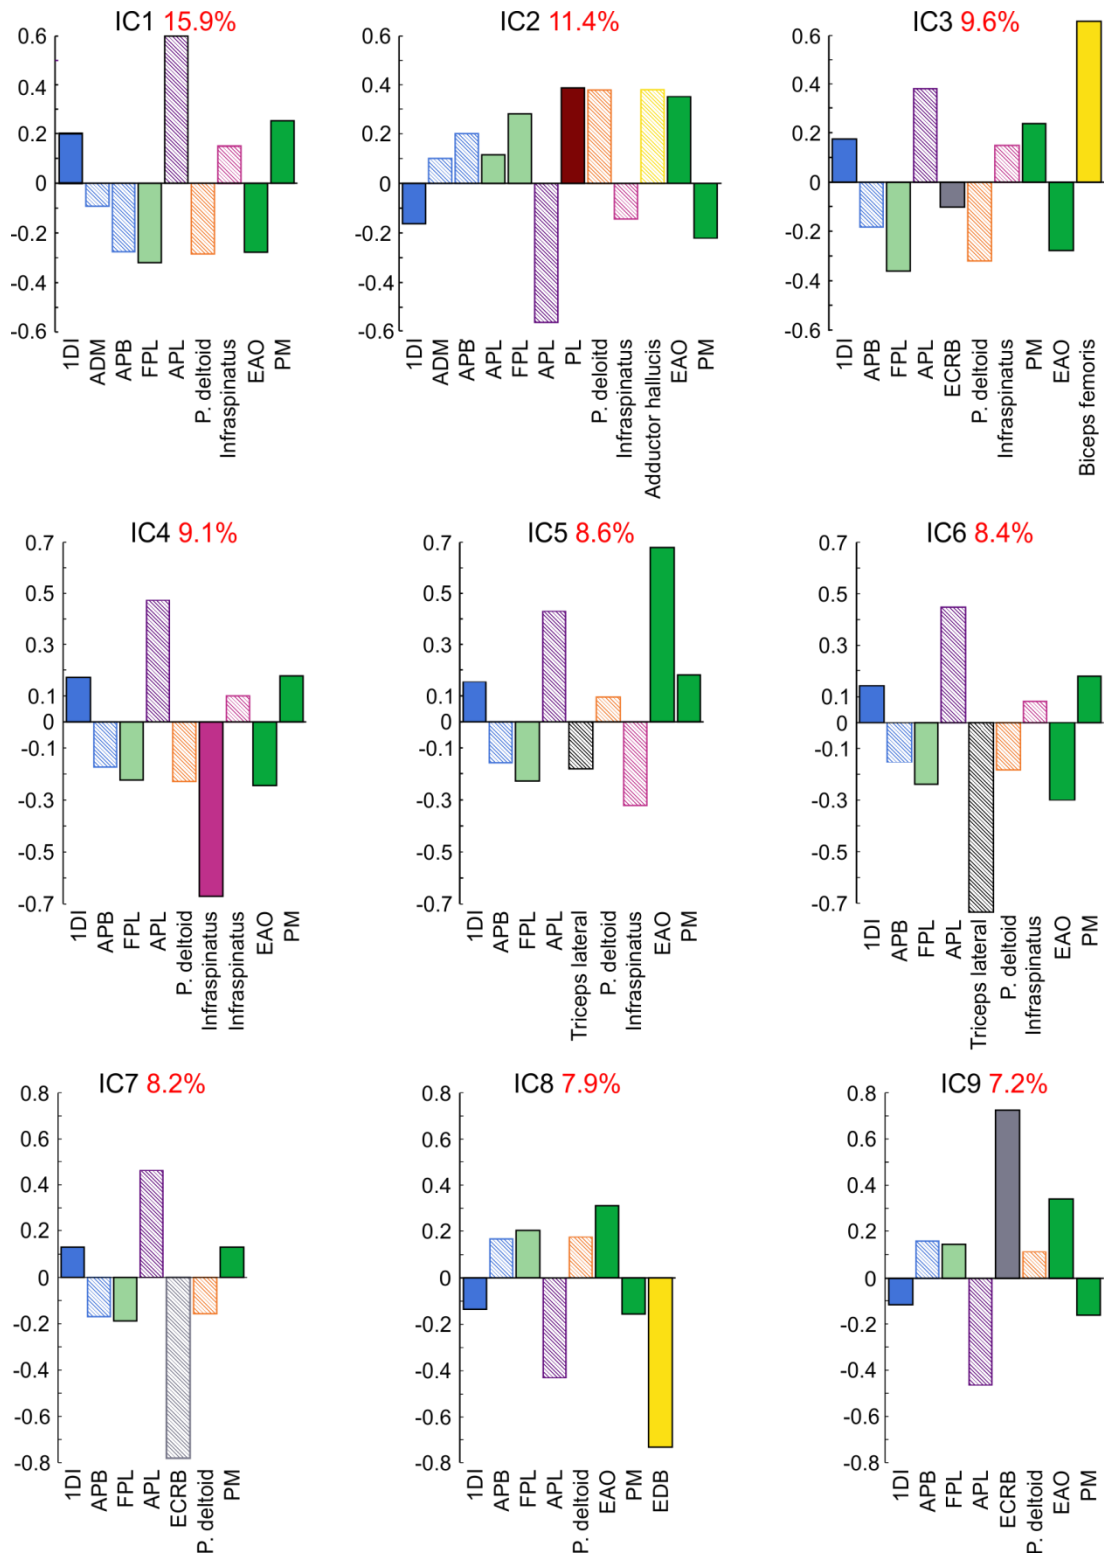 IC1 15.9%
0.6
0.4
0.2
0
-0.2
-0.4
-0.6
1DI
ADM
APB
FPL
APL
P. deltoid
Infraspinatus
EAO
PM
IC2 11.4%
0.6
0.4
0.2
0
-0.2
-0.4
-0.6
1DI
ADM
APB
APL
FPL
APL
PL
P. deloitd
Infraspinatus
Adductor hallucis
EAO
PM
IC3 9.6%
0.6
0.4
0.2
0
-0.2
-0.4
-0.6
1DI
APB
FPL
APL
ECRB
P. deltoid
Infraspinatus
PM
EAO
Biceps femoris
IC4 9.1%
0.7
0.5
0.3
0.1
0
-0.1
-0.3
-0.5
-0.7
1DI
APB
FPL
APL
P. deltoid
Infraspinatus
Infraspinatus
EAO
PM
IC5 8.6%
0.7
0.5
0.3
0.1
0
-0.1
-0.3
-0.5
-0.7
1DI
APB
FPL
APL
Triceps lateral
P. deltoid
Infraspinatus
EAO
PM
IC6 8.4%
0.7
0.5
0.3
0.1
0
-0.1
-0.3
-0.5
-0.7
1DI
APB
FPL
APL
Triceps lateral
P. deltoid
Infraspinatus
EAO
PM
IC7 8.2%
0.8
0.6
0.4
0.2
0
-0.2
-0.4
-0.6
-0.8
1DI
APB
FPL
APL
ECRB
P. deltoid
PM
IC8 7.9%
0.8
0.6
0.4
0.2
0
-0.2
-0.4
-0.6
-0.8
1DI
APB
FPL
APL
P. deltoid
EAO
PM
EDB
IC9 7.2%
0.8
0.6
0.4
0.2
0
-0.2
-0.4
-0.6
-0.8
1DI
APB
FPL
APL
ECRB
P. deltoid
EAO
PM